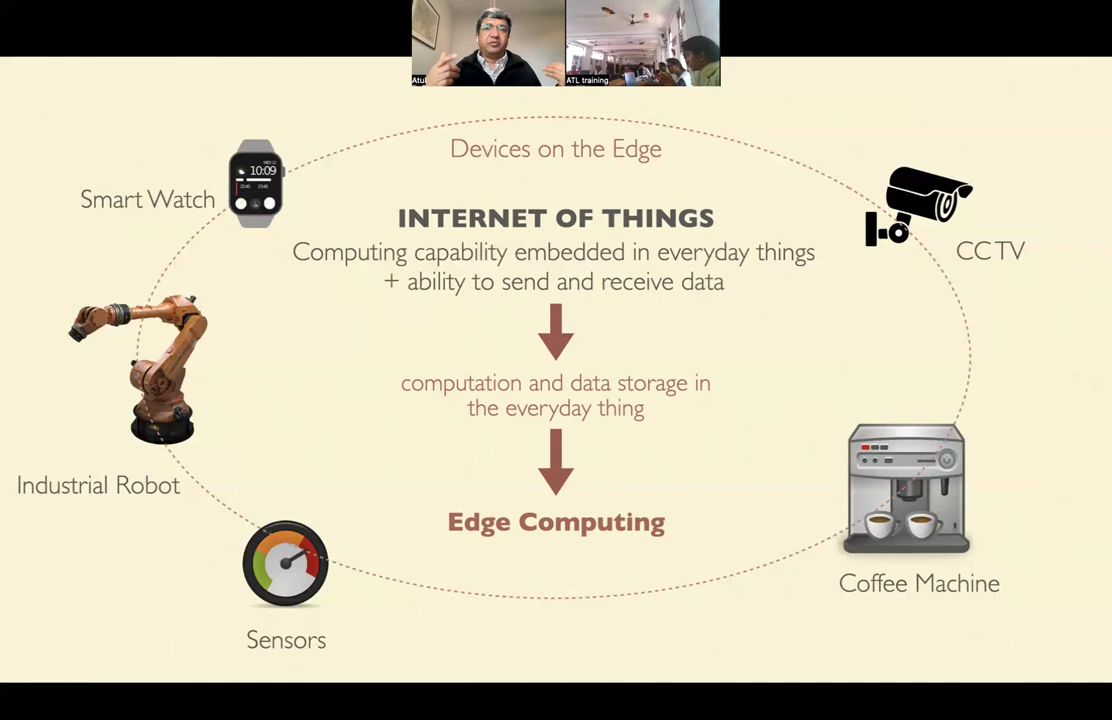 Atul
ATL training
Devices on the Edge
Smart Watch
10:09
INTERNET OF THINGS
Computing capability embedded in everyday things
+ ability to send and receive data
CCTV
computation and data storage in
the everyday thing
Industrial Robot
Edge Computing
Coffee Machine
Sensors